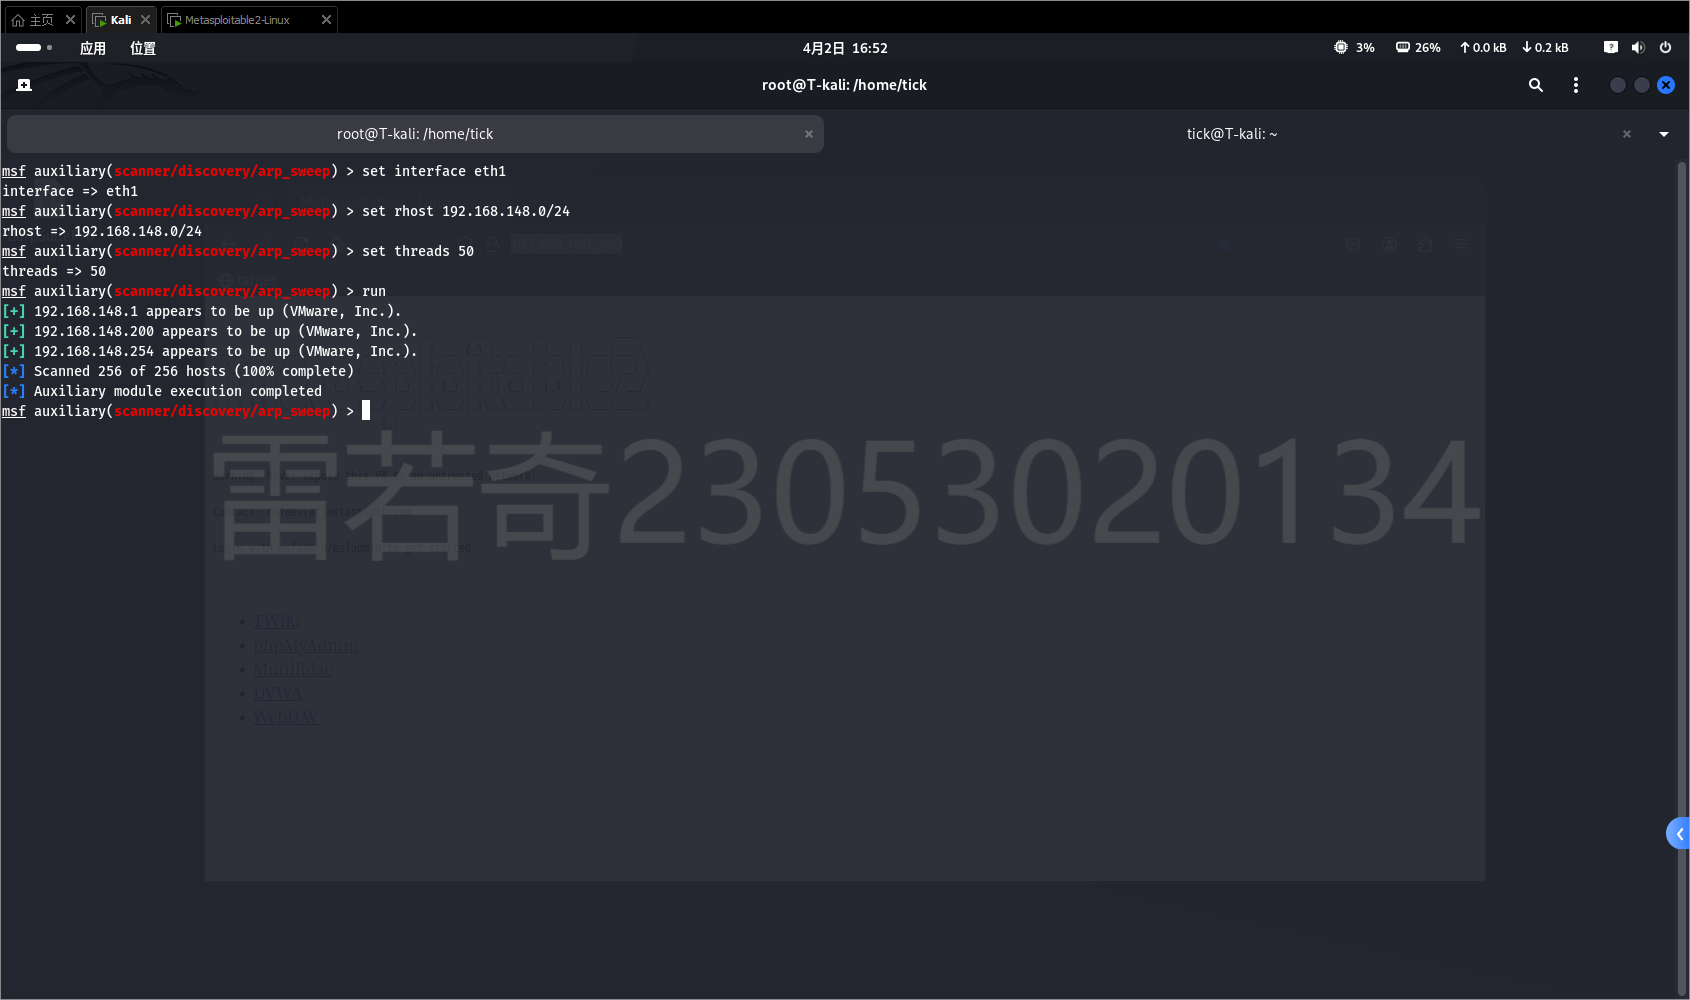 主页
Kali
Metasploitable2-Linux
应用 位置
4月2日 16:52
3% 26% 0.0 kB 0.2 kB
root@T-kali: /home/tick
root@T-kali: /home/tick
tick@T-kali: ~
msf auxiliary(scanner/discovery/arp_sweep) > set interface eth1
interface => eth1
msf auxiliary(scanner/discovery/arp_sweep) > set rhost 192.168.148.0/24
rhost => 192.168.148.0/24
msf auxiliary(scanner/discovery/arp_sweep) > set threads 50
threads => 50
msf auxiliary(scanner/discovery/arp_sweep) > run
[+] 192.168.148.1 appears to be up (VMware, Inc.).
[+] 192.168.148.200 appears to be up (VMware, Inc.).
[+] 192.168.148.254 appears to be up (VMware, Inc.).
[*] Scanned 256 of 256 hosts (100% complete)
[*] Auxiliary module execution completed
msf auxiliary(scanner/discovery/arp_sweep) >
雷若奇23053020134
TWiki
phpMyAdmin
Mutillidae
DVWA
WebDAV